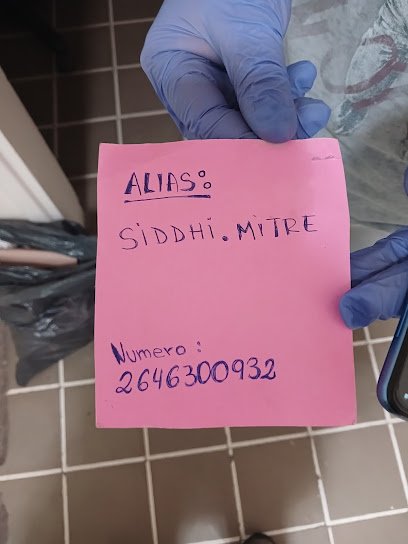 ALIAS:
SiDDHi.MiTRE
Numero:
2646300932